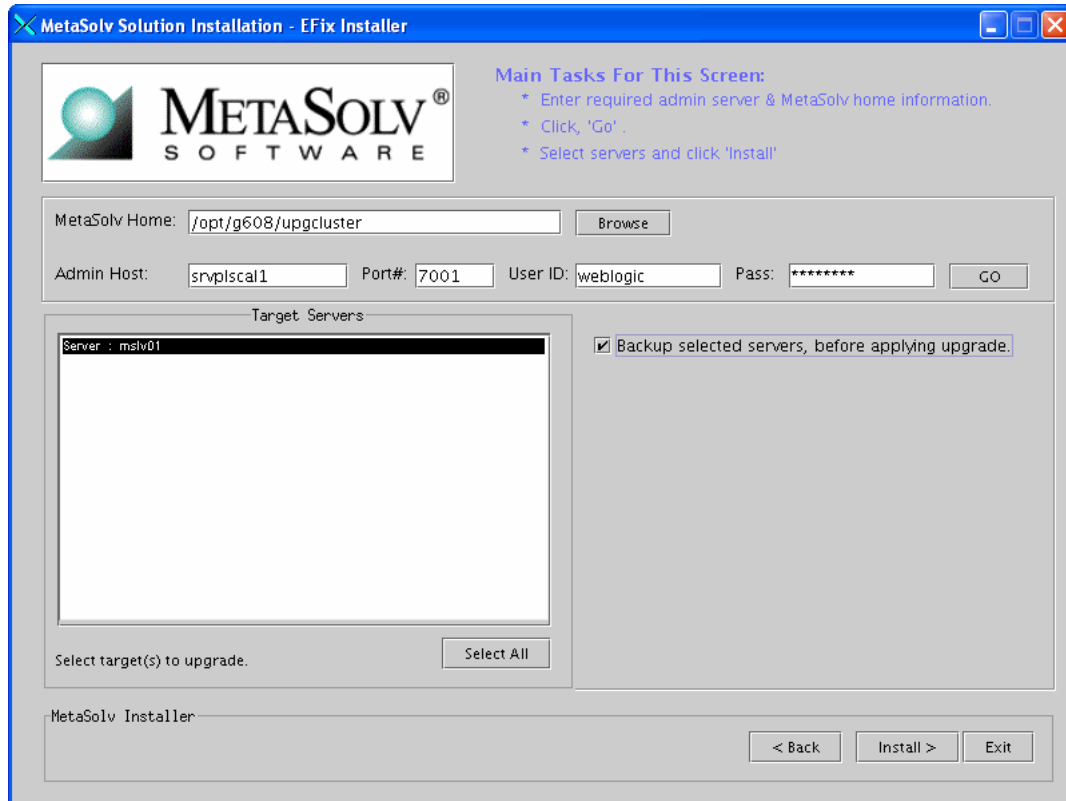 MetaSolv Solution Installation - EFix Installer
METASOLV®
SOFTWARE
Main Tasks For This Screen:
* Enter required admin server & MetaSolv home information.
* Click, 'Go' .
* Select servers and click 'Install'
MetaSolv Home: /opt/g608/upgcluster Browse
Admin Host: srvplscal1 Port#: 7001 User ID: weblogic Pass: ******** GO
Target Servers
Server : mslv01
Backup selected servers, before applying upgrade.
Select target(s) to upgrade. Select All
MetaSolv Installer
< Back Install > Exit